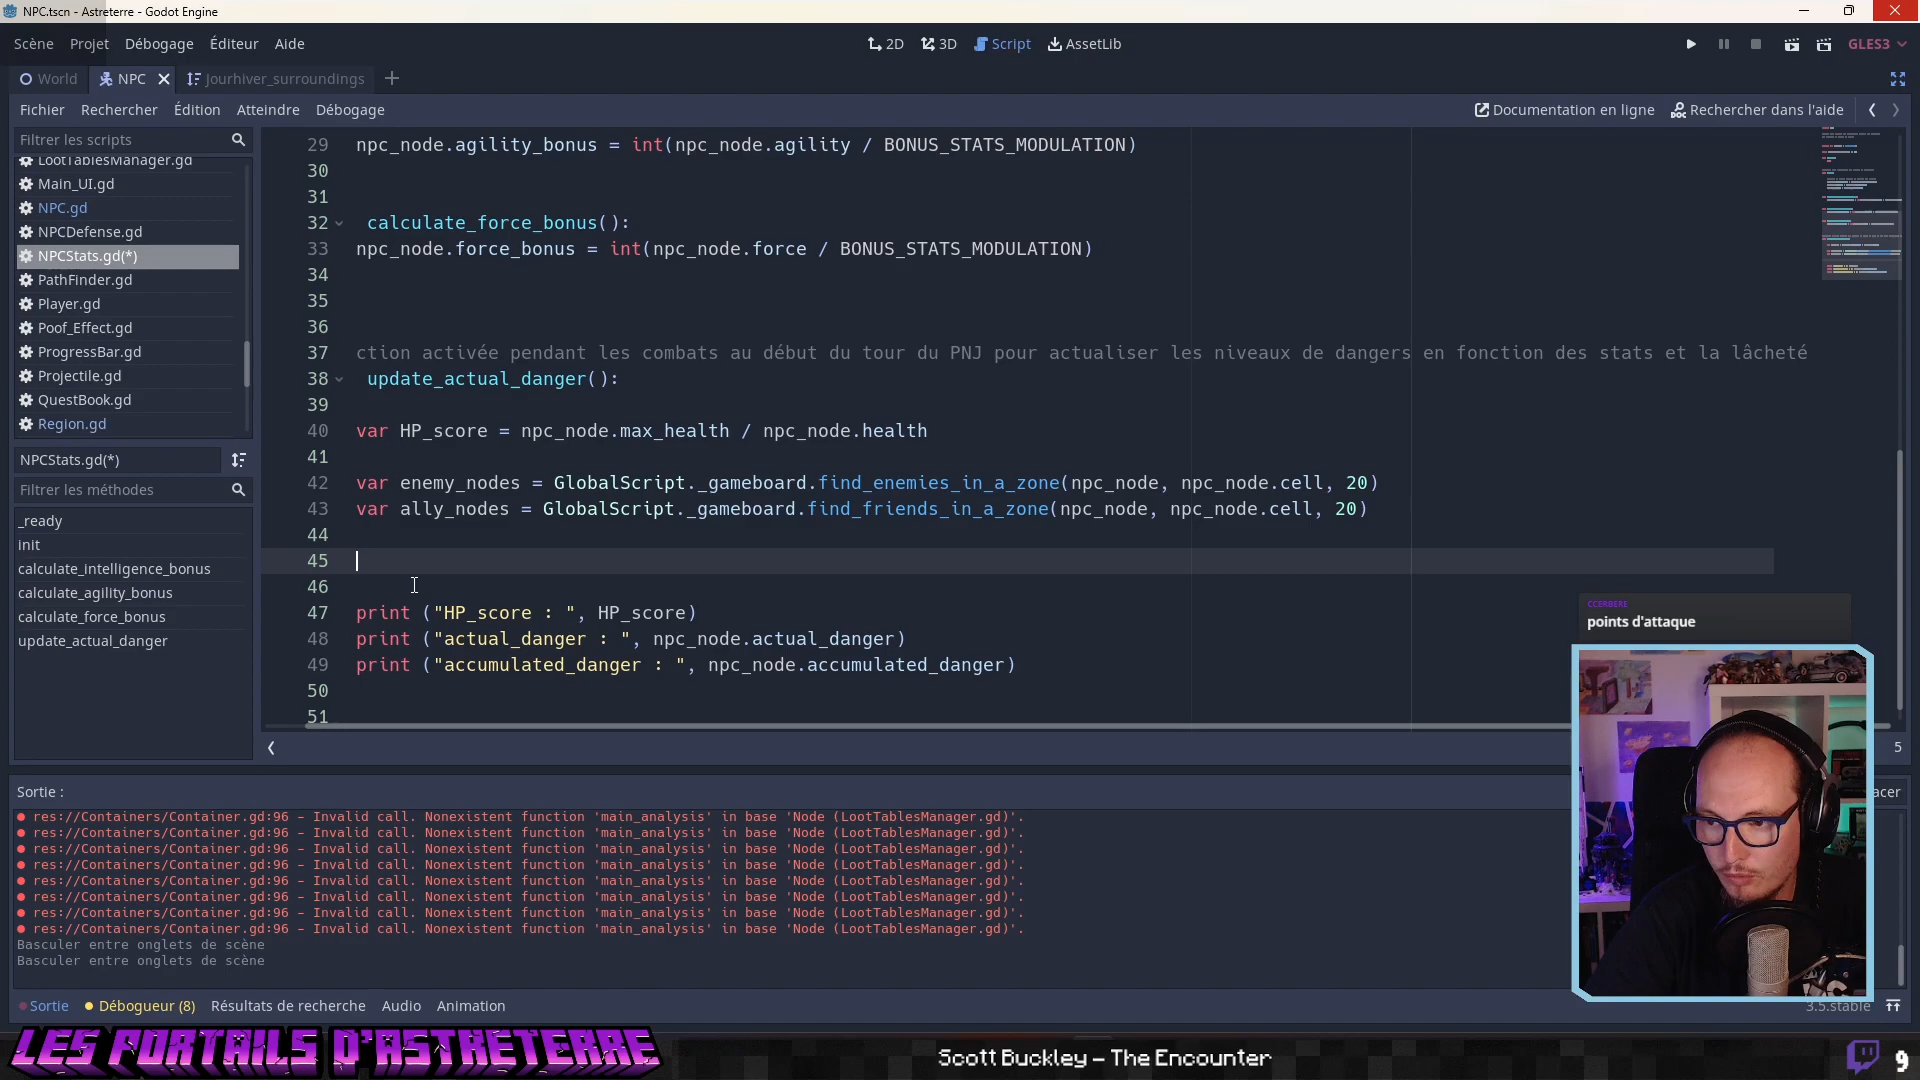 NPC.tscn - Astreterre - Godot Engine
Scène Projet Débogage Éditeur Aide
2D 3D Script AssetLib
GLES3
World NPC Jourhiver_surroundings
Fichier Rechercher Édition Atteindre Débogage
Documentation en ligne Rechercher dans l'aide
Filtrer les scripts
LootTablesManager.gd
Main_UI.gd
NPC.gd
NPCDefense.gd
NPCStats.gd(*)
PathFinder.gd
Player.gd
Poof_Effect.gd
ProgressBar.gd
Projectile.gd
QuestBook.gd
Region.gd
NPCStats.gd(*)
Filtrer les méthodes
_ready
init
calculate_intelligence_bonus
calculate_agility_bonus
calculate_force_bonus
update_actual_danger
29 npc_node.agility_bonus = int(npc_node.agility / BONUS_STATS_MODULATION)
30
31
32 calculate_force_bonus():
33 npc_node.force_bonus = int(npc_node.force / BONUS_STATS_MODULATION)
34
35
36
37 ction activée pendant les combats au début du tour du PNJ pour actualiser les niveaux de dangers en fonction des stats et la lâcheté
38 update_actual_danger():
39
40 var HP_score = npc_node.max_health / npc_node.health
41
42 var enemy_nodes = GlobalScript._gameboard.find_enemies_in_a_zone(npc_node, npc_node.cell, 20)
43 var ally_nodes = GlobalScript._gameboard.find_friends_in_a_zone(npc_node, npc_node.cell, 20)
44
45
46
47 print ("HP_score : ", HP_score)
48 print ("actual_danger : ", npc_node.actual_danger)
49 print ("accumulated_danger : ", npc_node.accumulated_danger)
50
51
5
CCERBERE
points d'attaque
Sortie :
acer
res://Containers/Container.gd:96 - Invalid call. Nonexistent function 'main_analysis' in base 'Node (LootTablesManager.gd)'.
res://Containers/Container.gd:96 - Invalid call. Nonexistent function 'main_analysis' in base 'Node (LootTablesManager.gd)'.
res://Containers/Container.gd:96 - Invalid call. Nonexistent function 'main_analysis' in base 'Node (LootTablesManager.gd)'.
res://Containers/Container.gd:96 - Invalid call. Nonexistent function 'main_analysis' in base 'Node (LootTablesManager.gd)'.
res://Containers/Container.gd:96 - Invalid call. Nonexistent function 'main_analysis' in base 'Node (LootTablesManager.gd)'.
res://Containers/Container.gd:96 - Invalid call. Nonexistent function 'main_analysis' in base 'Node (LootTablesManager.gd)'.
res://Containers/Container.gd:96 - Invalid call. Nonexistent function 'main_analysis' in base 'Node (LootTablesManager.gd)'.
res://Containers/Container.gd:96 - Invalid call. Nonexistent function 'main_analysis' in base 'Node (LootTablesManager.gd)'.
Basculer entre onglets de scène
Basculer entre onglets de scène
Sortie Débogueur (8) Résultats de recherche Audio Animation
3.5.stable
LES PORTAILS D'ASTRETERRE
Scott Buckley – The Encounter
9